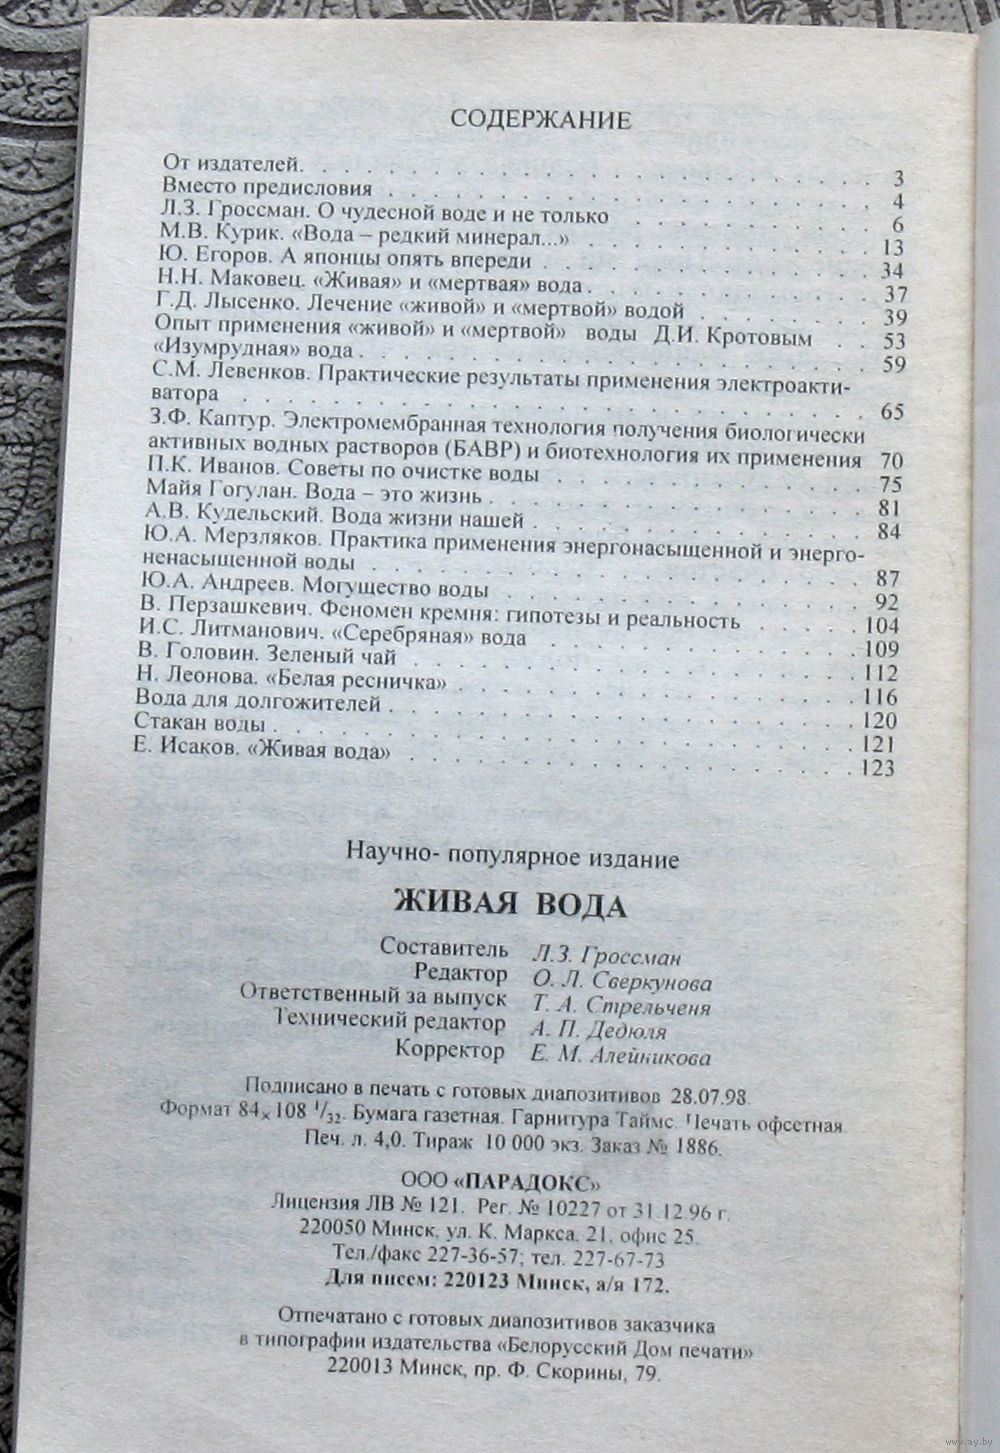 СОДЕРЖАНИЕ
От издателей. . . . . . . . . . . . . . . . . . . . . . . . . 3
Вместо предисловия . . . . . . . . . . . . . . . . . . . . . 4
Л.З. Гроссман. О чудесной воде и не только . . . . . . . . . . 6
М.В. Курик. «Вода – редкий минерал...» . . . . . . . . . . . 13
Ю. Егоров. А японцы опять впереди . . . . . . . . . . . . . 34
Н.Н. Маковец. «Живая» и «мертвая» вода . . . . . . . . . . . 37
Г.Д. Лысенко. Лечение «живой» и «мертвой» водой . . . . . . . 39
Опыт применения «живой» и «мертвой» воды Д.И. Кротовым . . 53
«Изумрудная» вода . . . . . . . . . . . . . . . . . . . . . 59
С.М. Левенков. Практические результаты применения электроакти-
ватора . . . . . . . . . . . . . . . . . . . . . . . . . . 65
З.Ф. Каптур. Электромембранная технология получения биологически
активных водных растворов (БАВР) и биотехнология их применения 70
П.К. Иванов. Советы по очистке воды . . . . . . . . . . . . 75
Майя Гогулан. Вода – это жизнь . . . . . . . . . . . . . . . 81
А.В. Кудельский. Вода жизни нашей . . . . . . . . . . . . . 84
Ю.А. Мерзляков. Практика применения энергонасыщенной и энерго-
ненасыщенной воды . . . . . . . . . . . . . . . . . . . . . 87
Ю.А. Андреев. Могущество воды . . . . . . . . . . . . . . . 92
В. Перзашкевич. Феномен кремня: гипотезы и реальность . . . . . 104
И.С. Литманович. «Серебряная» вода . . . . . . . . . . . . . 109
В. Головин. Зеленый чай . . . . . . . . . . . . . . . . . . 112
Н. Леонова. «Белая ресничка» . . . . . . . . . . . . . . . . 116
Вода для долгожителей . . . . . . . . . . . . . . . . . . . 120
Стакан воды . . . . . . . . . . . . . . . . . . . . . . . . 121
Е. Исаков. «Живая вода» . . . . . . . . . . . . . . . . . . 123
Научно- популярное издание
ЖИВАЯ ВОДА
Составитель Л.З. Гроссман
Редактор О. Л. Сверкунова
Ответственный за выпуск Т. А. Стрельченя
Технический редактор А. П. Дедюля
Корректор Е. М. Алейникова
Подписано в печать с готовых диапозитивов 28.07.98.
Формат 84×108 1/32. Бумага газетная. Гарнитура Таймс. Печать офсетная.
Печ. л. 4,0. Тираж 10 000 экз. Заказ № 1886.
ООО «ПАРАДОКС»
Лицензия ЛВ № 121. Рег. № 10227 от 31.12.96 г.
220050 Минск, ул. К. Маркса, 21, офис 25.
Тел./факс 227-36-57; тел. 227-67-73
Для писем: 220123 Минск, а/я 172.
Отпечатано с готовых диапозитивов заказчика
в типографии издательства «Белорусский Дом печати»
220013 Минск, пр. Ф. Скорины, 79.
www.ay.by